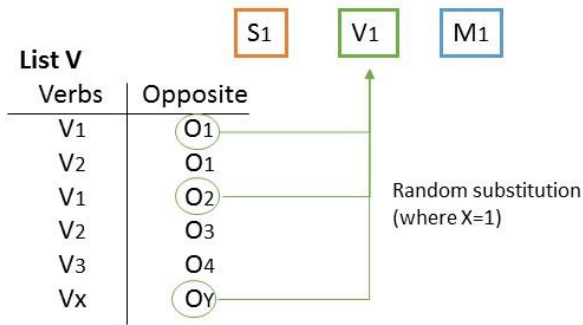 S1 V1 M1
List V
Verbs Opposite
V1 O1
V2 O1
V1 O2
V2 O3
V3 O4
Vx OY
Random substitution
(where X=1)